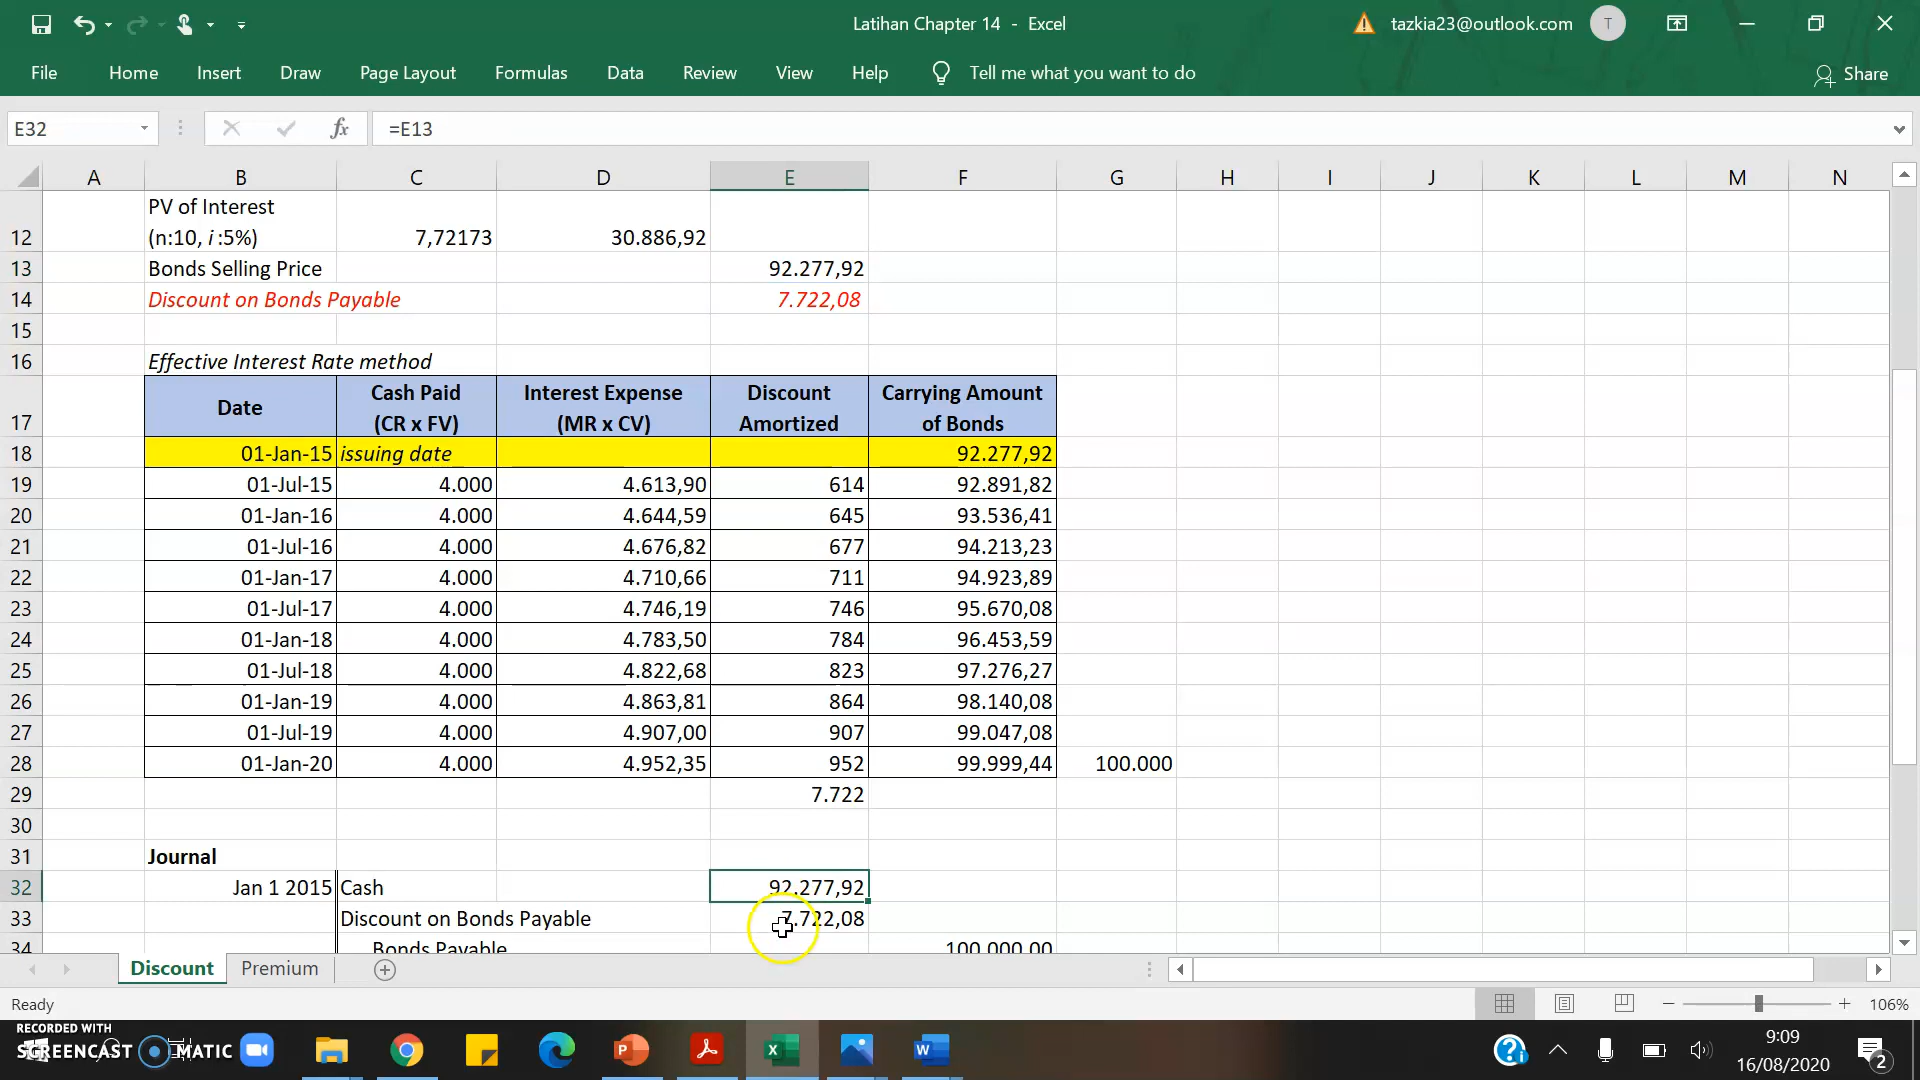 Latihan Chapter 14 - Excel
tazkia23@outlook.com
T
File Home Insert Draw Page Layout Formulas Data Review View Help Tell me what you want to do
Share
E32
fx
=E13
A B C D E F G H I J K L M N
PV of Interest
12 (n:10, i :5%) 7,72173 30.886,92
13 Bonds Selling Price 92.277,92
14 Discount on Bonds Payable 7.722,08
15
16 Effective Interest Rate method
Cash Paid Interest Expense Discount Carrying Amount
17 Date (CR x FV) (MR x CV) Amortized of Bonds
18 01-Jan-15 issuing date 92.277,92
19 01-Jul-15 4.000 4.613,90 614 92.891,82
20 01-Jan-16 4.000 4.644,59 645 93.536,41
21 01-Jul-16 4.000 4.676,82 677 94.213,23
22 01-Jan-17 4.000 4.710,66 711 94.923,89
23 01-Jul-17 4.000 4.746,19 746 95.670,08
24 01-Jan-18 4.000 4.783,50 784 96.453,59
25 01-Jul-18 4.000 4.822,68 823 97.276,27
26 01-Jan-19 4.000 4.863,81 864 98.140,08
27 01-Jul-19 4.000 4.907,00 907 99.047,08
28 01-Jan-20 4.000 4.952,35 952 99.999,44 100.000
29 7.722
30
31 Journal
32 Jan 1 2015 Cash 92.277,92
33 Discount on Bonds Payable 7.722,08
34 Bonds Payable 100.000,00
Discount Premium
Ready
106%
RECORDED WITH
SCREENCAST MATIC
9:09
16/08/2020
2